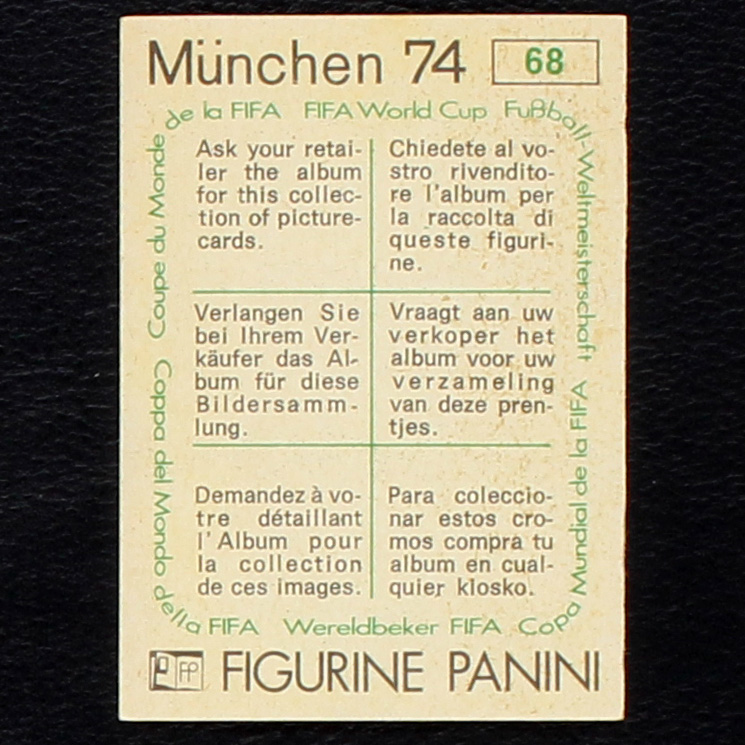 München 74 68
de la FIFA FIFA World Cup Fußball-Weltmeisterschaft
Ask your retai-
ler the album
for this collec-
tion of picture-
cards.
Chiedete al vo-
stro rivendito-
re l'album per
la raccolta di
queste figuri-
ne.
Verlangen Sie
bei Ihrem Ver-
käufer das Al-
bum für diese
Bildersamm-
lung.
Vraagt aan uw
verkoper het
album voor uw
verzameling
van deze pren-
tjes.
Demandez à vo-
tre détaillant
l'Album pour
la collection
de ces images.
Para coleccio-
nar estos cro-
mos compra tu
album en cual-
quier kiosko.
Coupe du Monde
Coppa del Mondo della FIFA Wereldbeker FIFA Copa Mundial de la FIFA
FP FIGURINE PANINI